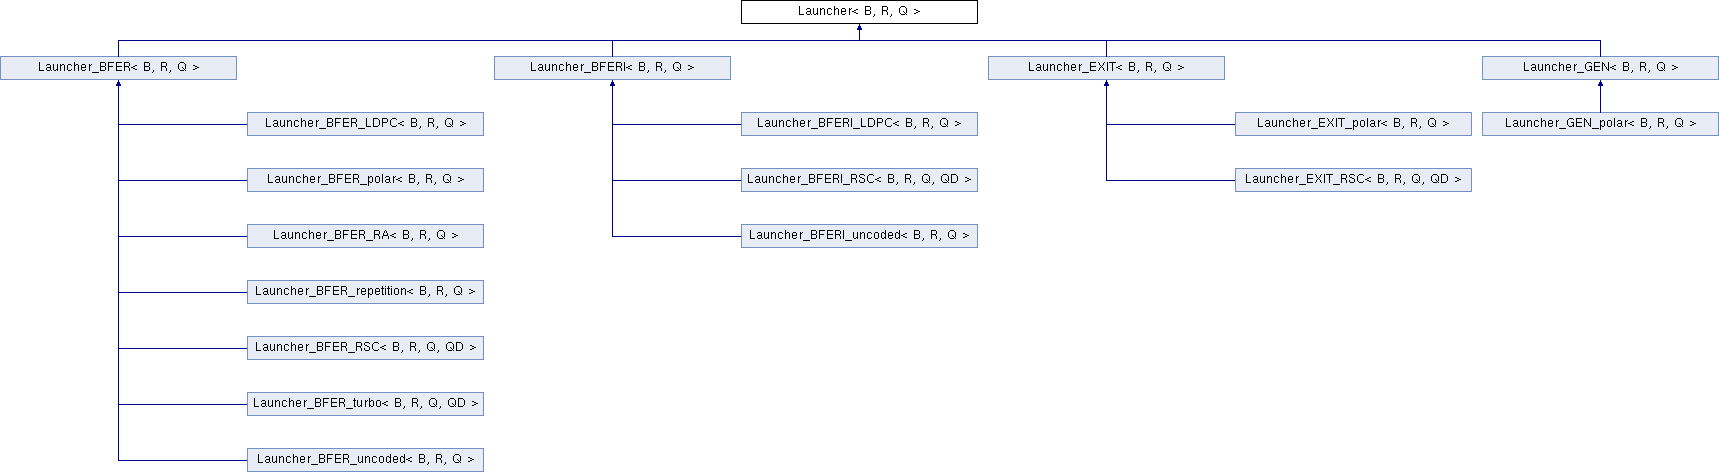 Launcher< B, R, Q >
Launcher_BFER< B, R, Q >
Launcher_BFERI< B, R, Q >
Launcher_EXIT< B, R, Q >
Launcher_GEN< B, R, Q >
Launcher_BFER_LDPC< B, R, Q >
Launcher_BFERI_LDPC< B, R, Q >
Launcher_EXIT_polar< B, R, Q >
Launcher_GEN_polar< B, R, Q >
Launcher_BFER_polar< B, R, Q >
Launcher_BFERI_RSC< B, R, Q, QD >
Launcher_EXIT_RSC< B, R, Q, QD >
Launcher_BFER_RA< B, R, Q >
Launcher_BFERI_uncoded< B, R, Q >
Launcher_BFER_repetition< B, R, Q >
Launcher_BFER_RSC< B, R, Q, QD >
Launcher_BFER_turbo< B, R, Q, QD >
Launcher_BFER_uncoded< B, R, Q >